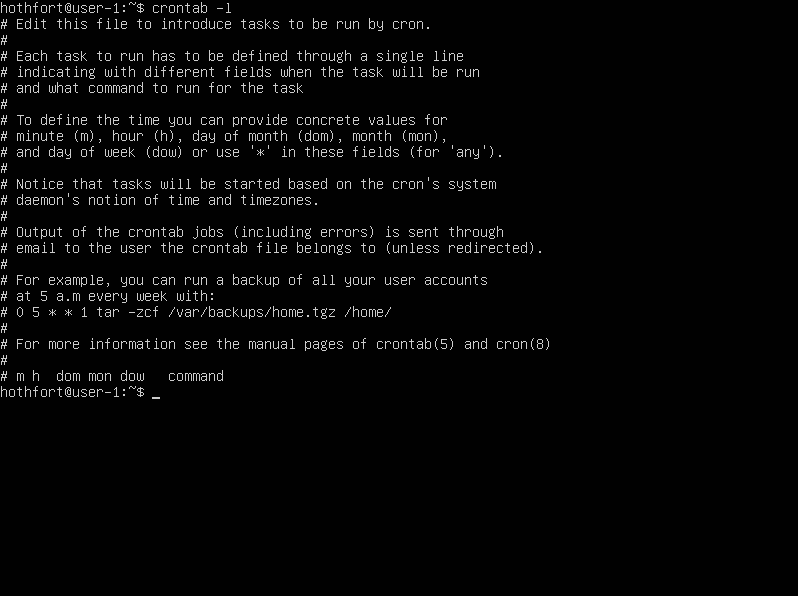 hothfort@user-1:~$ crontab -l
# Edit this file to introduce tasks to be run by cron.
#
# Each task to run has to be defined through a single line
# indicating with different fields when the task will be run
# and what command to run for the task
#
# To define the time you can provide concrete values for
# minute (m), hour (h), day of month (dom), month (mon),
# and day of week (dow) or use '*' in these fields (for 'any').
#
# Notice that tasks will be started based on the cron's system
# daemon's notion of time and timezones.
#
# Output of the crontab jobs (including errors) is sent through
# email to the user the crontab file belongs to (unless redirected).
#
# For example, you can run a backup of all your user accounts
# at 5 a.m every week with:
# 0 5 * * 1 tar -zcf /var/backups/home.tgz /home/
#
# For more information see the manual pages of crontab(5) and cron(8)
#
# m h  dom mon dow   command
hothfort@user-1:~$ _